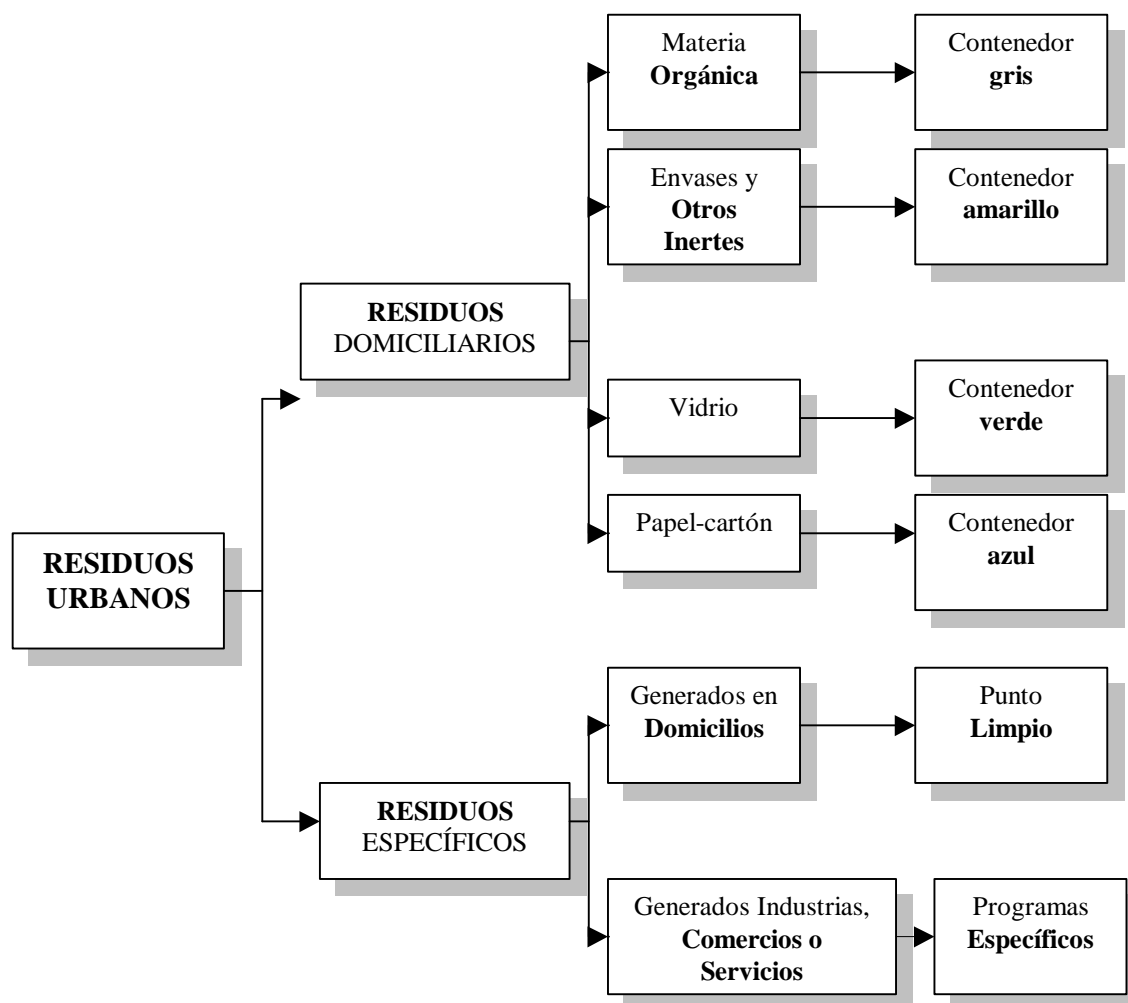 Materia
Orgánica
Contenedor
gris
Envases y
Otros
Inertes
Contenedor
amarillo
RESIDUOS
DOMICILIARIOS
Vidrio
Contenedor
verde
Papel-cartón
Contenedor
azul
RESIDUOS
URBANOS
Generados en
Domicilios
Punto
Limpio
RESIDUOS
ESPECÍFICOS
Generados Industrias,
Comercios o
Servicios
Programas
Específicos